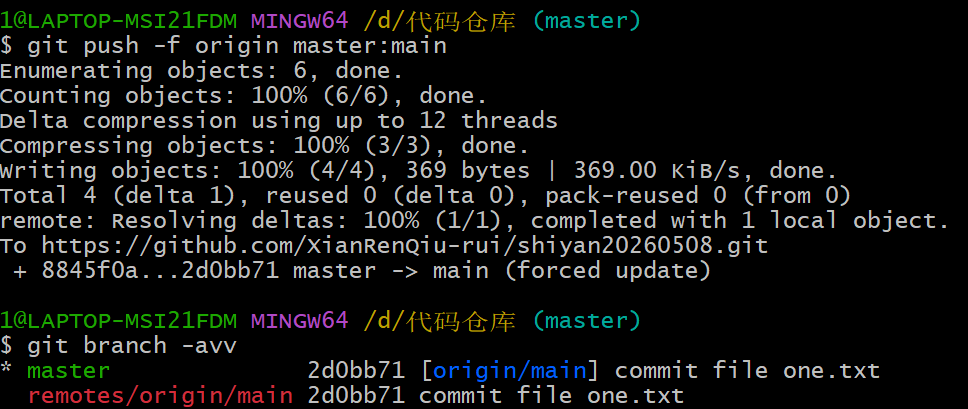 1@LAPTOP-MSI21FDM MINGW64 /d/代码仓库 (master)
$ git push -f origin master:main
Enumerating objects: 6, done.
Counting objects: 100% (6/6), done.
Delta compression using up to 12 threads
Compressing objects: 100% (3/3), done.
Writing objects: 100% (4/4), 369 bytes | 369.00 KiB/s, done.
Total 4 (delta 1), reused 0 (delta 0), pack-reused 0 (from 0)
remote: Resolving deltas: 100% (1/1), completed with 1 local object.
To https://github.com/XianRenQiu-rui/shiyan20260508.git
 + 8845f0a...2d0bb71 master -> main (forced update)
1@LAPTOP-MSI21FDM MINGW64 /d/代码仓库 (master)
$ git branch -avv
* master              2d0bb71 [origin/main] commit file one.txt
  remotes/origin/main 2d0bb71 commit file one.txt